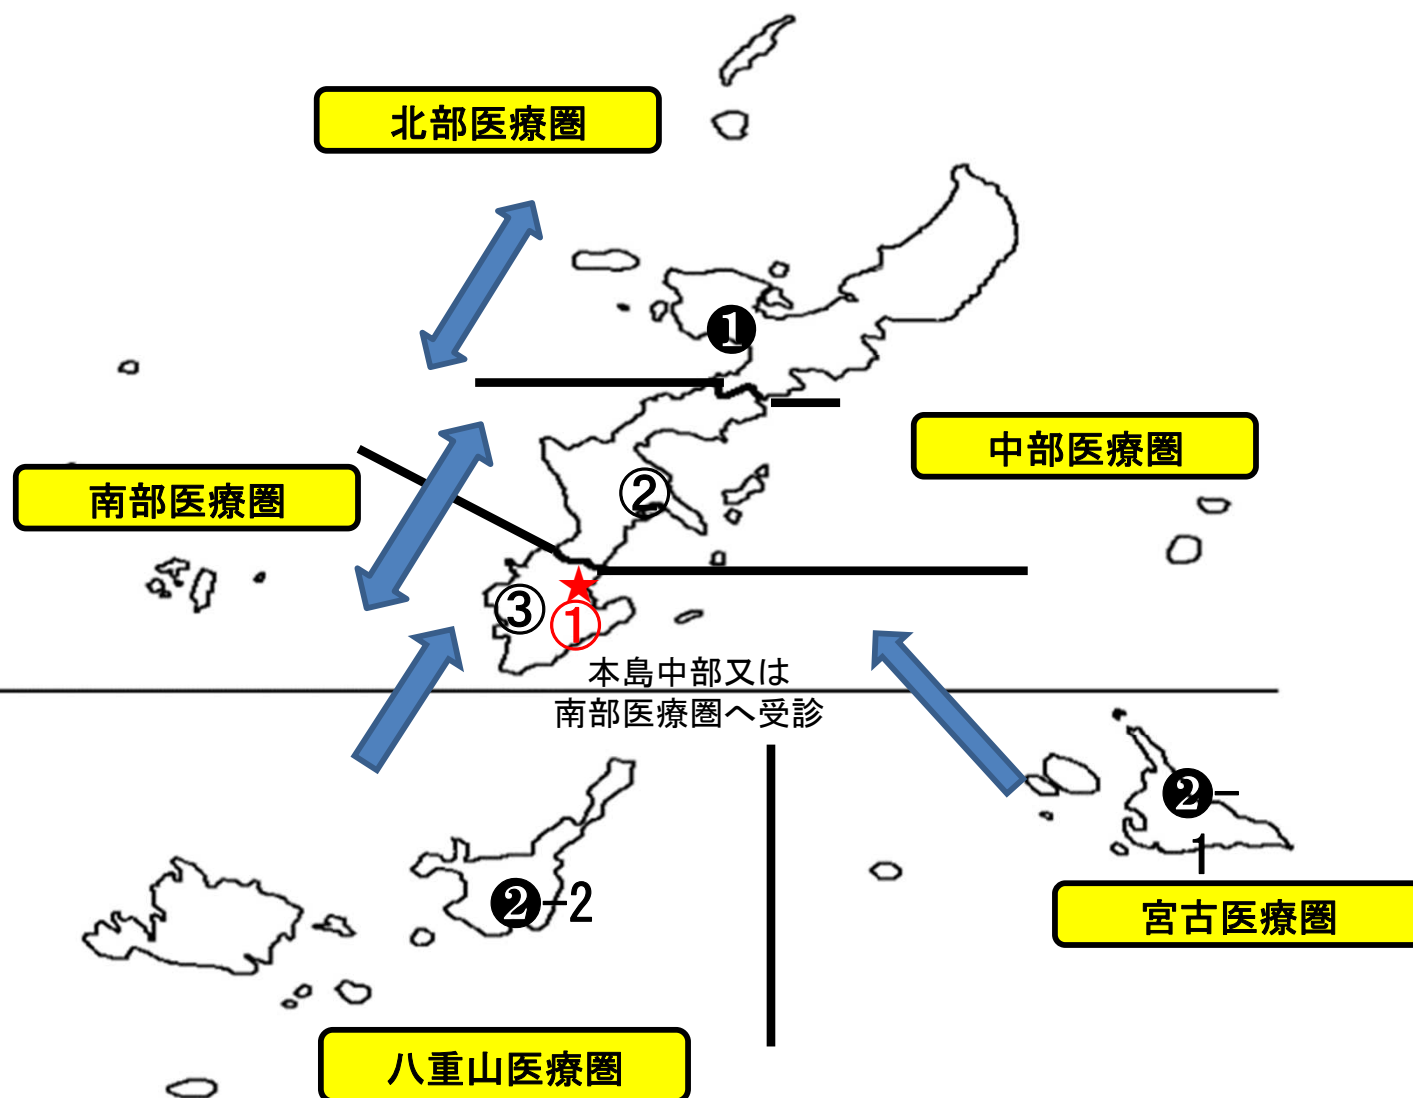 北部医療圏
❶
中部医療圏
南部医療圏
②
★
③
①
本島中部又は
南部医療圏へ受診
❷-
1
❷-2
宮古医療圏
八重山医療圏